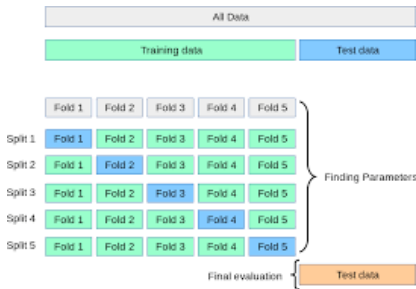 All Data
Training data Test data
Fold 1 Fold 2 Fold 3 Fold 4 Fold 5
Split 1 Fold 1 Fold 2 Fold 3 Fold 4 Fold 5
Split 2 Fold 1 Fold 2 Fold 3 Fold 4 Fold 5
Finding Parameters
Split 3 Fold 1 Fold 2 Fold 3 Fold 4 Fold 5
Split 4 Fold 1 Fold 2 Fold 3 Fold 4 Fold 5
Split 5 Fold 1 Fold 2 Fold 3 Fold 4 Fold 5
Final evaluation Test data